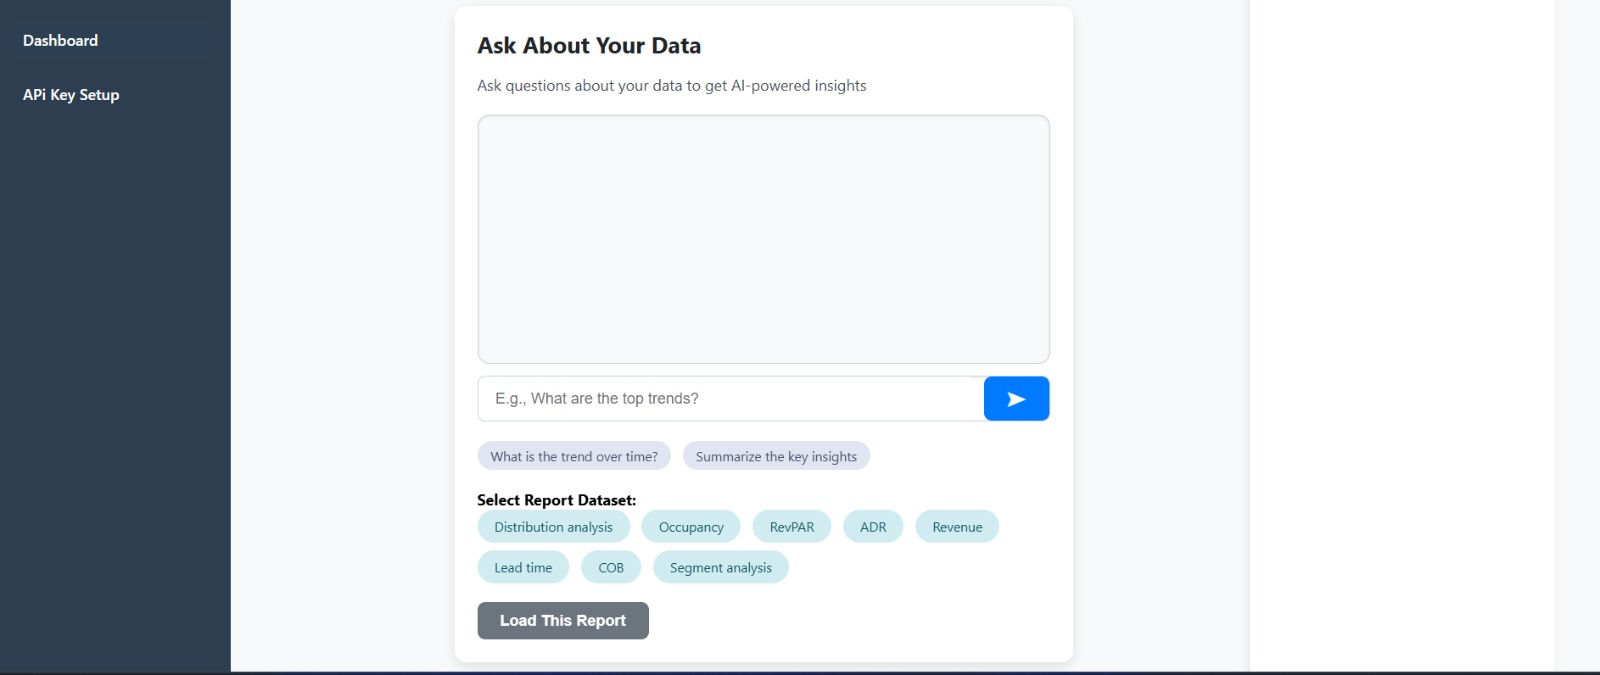 Dashboard
APi Key Setup
Ask About Your Data
Ask questions about your data to get AI-powered insights
E.g., What are the top trends?
What is the trend over time? Summarize the key insights
Select Report Dataset:
Distribution analysis Occupancy RevPAR ADR Revenue
Lead time COB Segment analysis
Load This Report